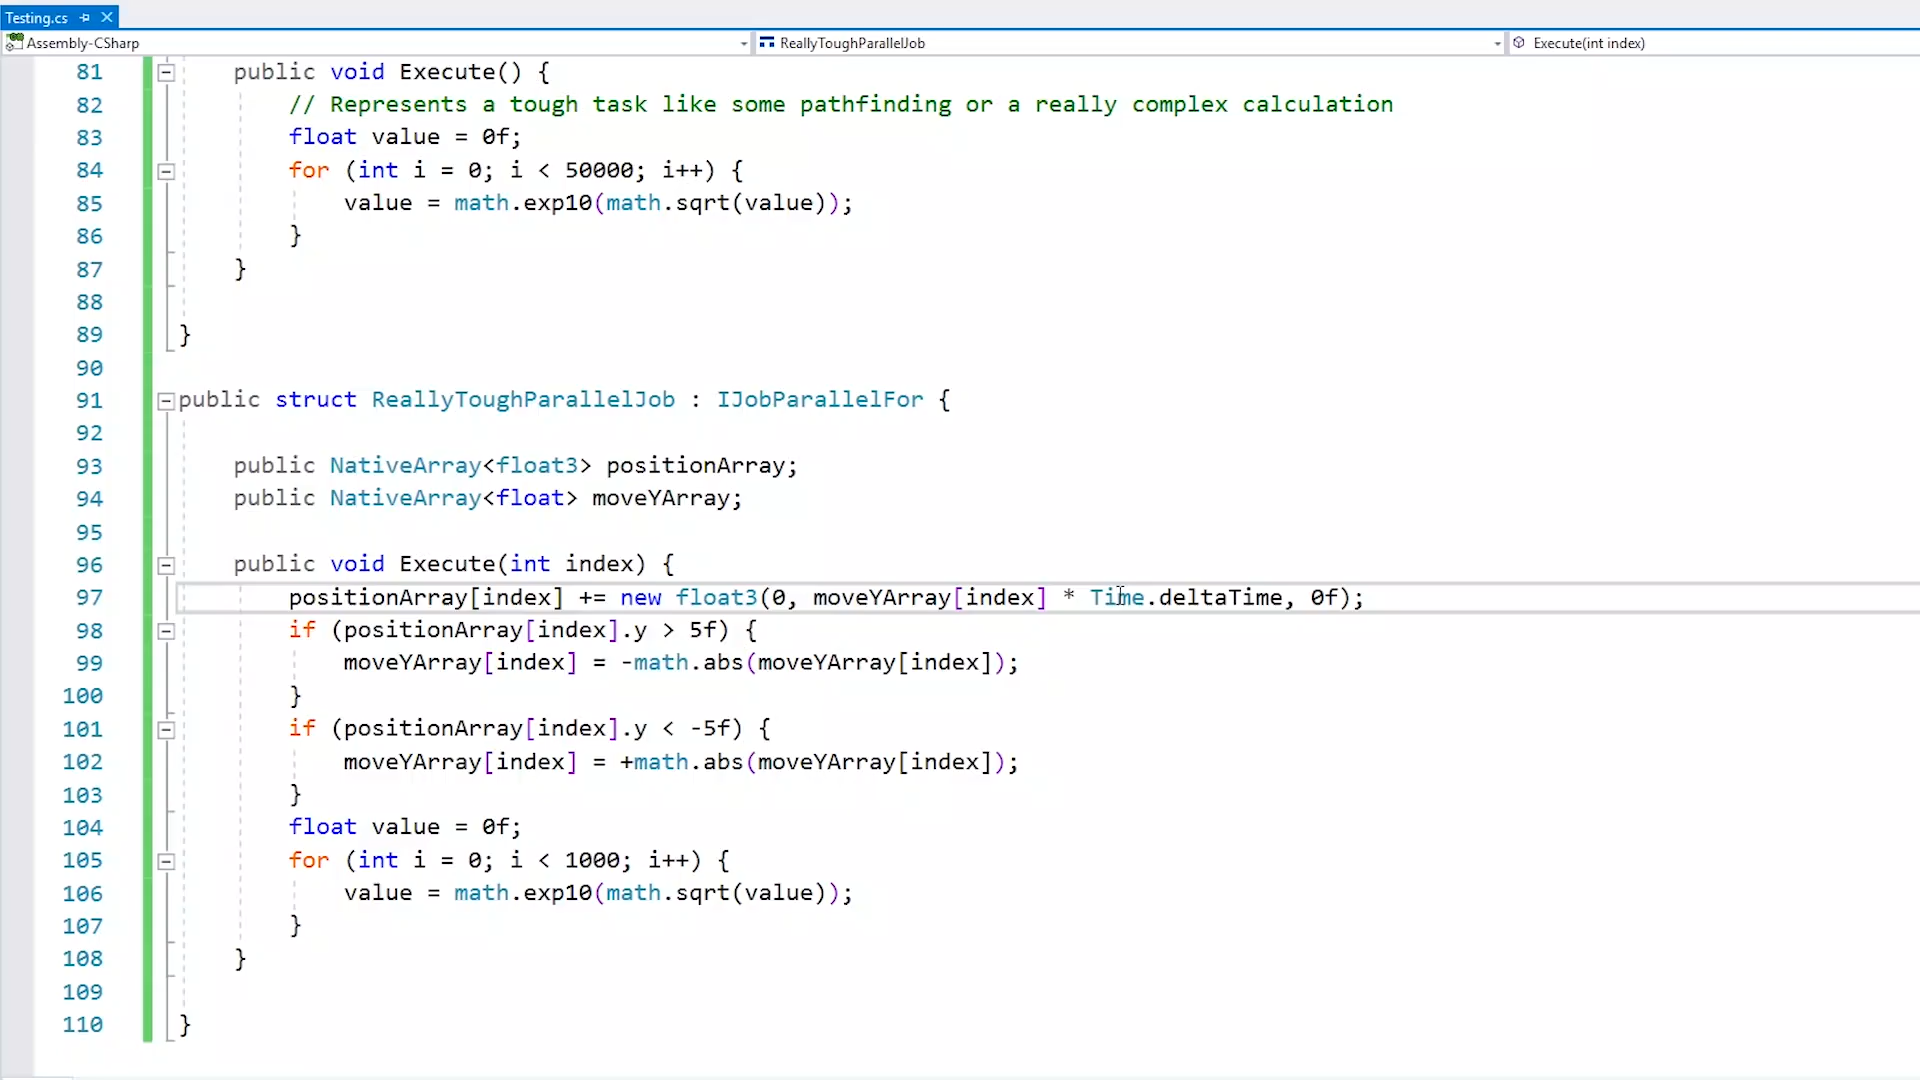 Testing.cs
Assembly-CSharp ReallyToughParallelJob Execute(int index)
81 public void Execute() {
82 // Represents a tough task like some pathfinding or a really complex calculation
83 float value = 0f;
84 for (int i = 0; i < 50000; i++) {
85 value = math.exp10(math.sqrt(value));
86 }
87 }
88
89 }
90
91 public struct ReallyToughParallelJob : IJobParallelFor {
92
93 public NativeArray<float3> positionArray;
94 public NativeArray<float> moveYArray;
95
96 public void Execute(int index) {
97 positionArray[index] += new float3(0, moveYArray[index] * Time.deltaTime, 0f);
98 if (positionArray[index].y > 5f) {
99 moveYArray[index] = -math.abs(moveYArray[index]);
100 }
101 if (positionArray[index].y < -5f) {
102 moveYArray[index] = +math.abs(moveYArray[index]);
103 }
104 float value = 0f;
105 for (int i = 0; i < 1000; i++) {
106 value = math.exp10(math.sqrt(value));
107 }
108 }
109
110 }